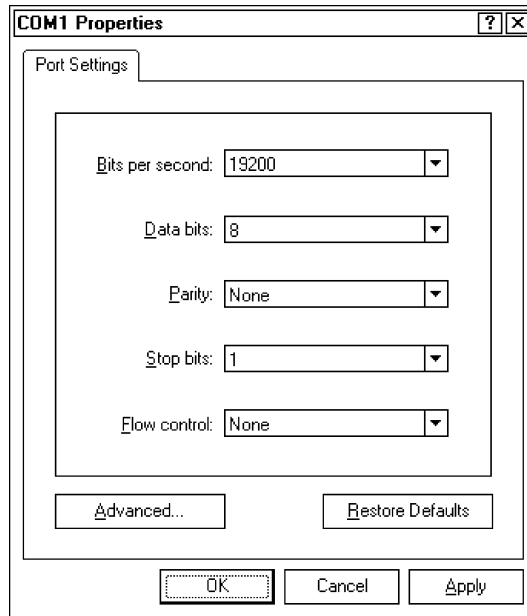 COM1 Properties ? X
Port Settings
Bits per second: 19200
Data bits: 8
Parity: None
Stop bits: 1
Flow control: None
Advanced... Restore Defaults
OK Cancel Apply